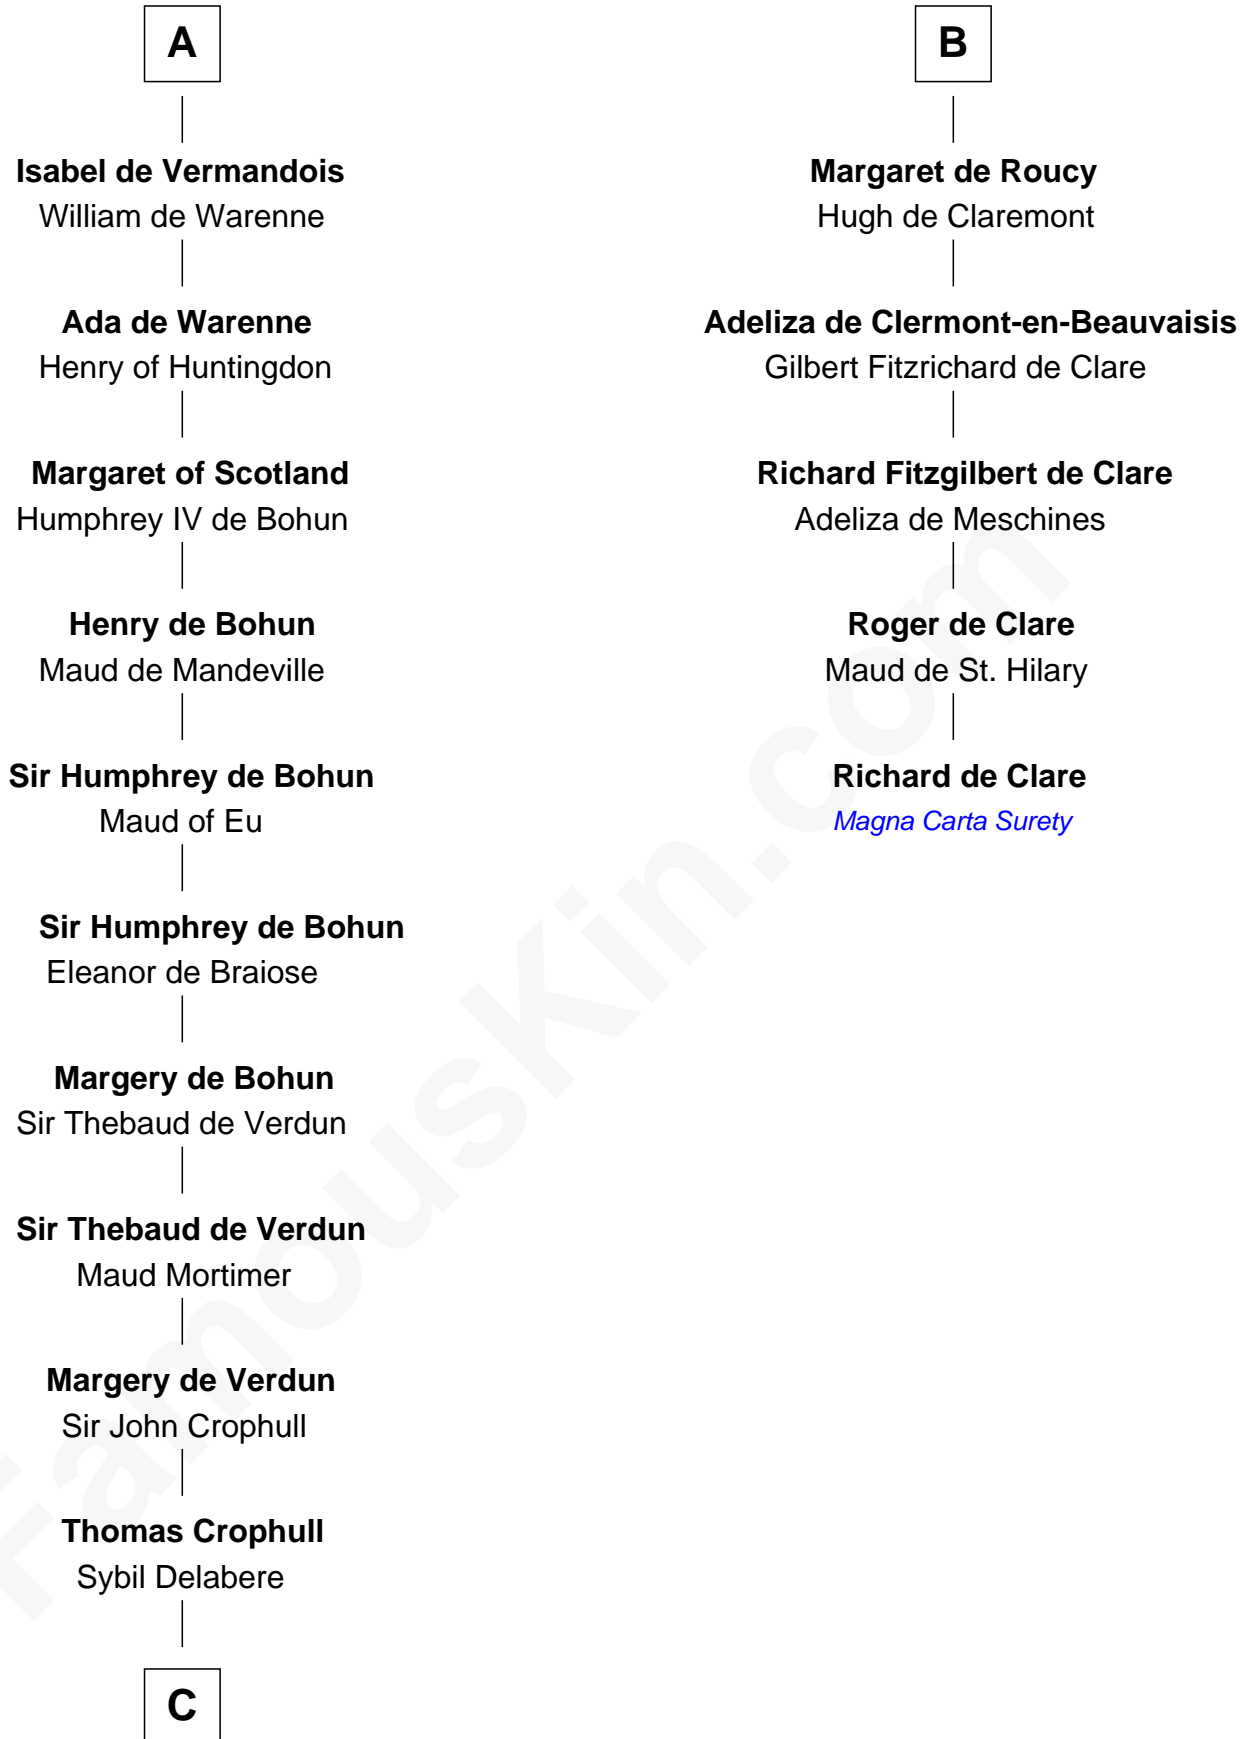 A
Isabel de Vermandois
William de Warenne
Ada de Warenne
Henry of Huntingdon
Margaret of Scotland
Humphrey IV de Bohun
Henry de Bohun
Maud de Mandeville
Sir Humphrey de Bohun
Maud of Eu
Sir Humphrey de Bohun
Eleanor de Braiose
Margery de Bohun
Sir Thebaud de Verdun
Sir Thebaud de Verdun
Maud Mortimer
Margery de Verdun
Sir John Crophull
Thomas Crophull
Sybil Delabere
C
B
Margaret de Roucy
Hugh de Claremont
Adeliza de Clermont-en-Beauvaisis
Gilbert Fitzrichard de Clare
Richard Fitzgilbert de Clare
Adeliza de Meschines
Roger de Clare
Maud de St. Hilary
Richard de Clare
Magna Carta Surety
FamousKin.com